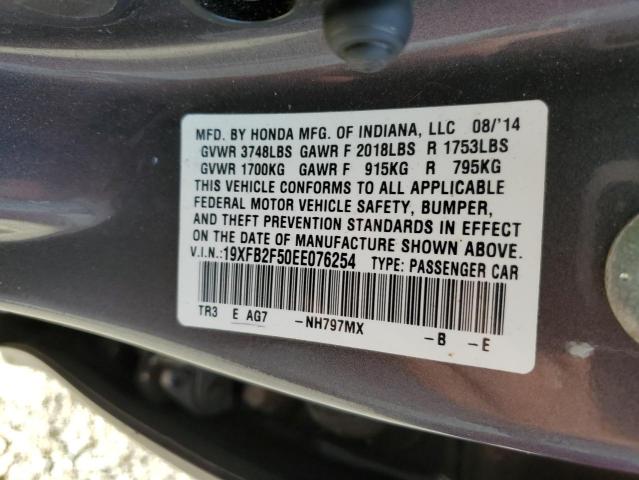 MFD. BY HONDA MFG. OF INDIANA, LLC 08/'14
GVWR 3748LBS GAWR F 2018LBS R 1753LBS
GVWR 1700KG GAWR F 915KG R 795KG
THIS VEHICLE CONFORMS TO ALL APPLICABLE
FEDERAL MOTOR VEHICLE SAFETY, BUMPER,
AND THEFT PREVENTION STANDARDS IN EFFECT
ON THE DATE OF MANUFACTURE SHOWN ABOVE.
V.I.N.:19XFB2F50EE076254 TYPE: PASSENGER CAR
TR3 E AG7 -NH797MX -B -E